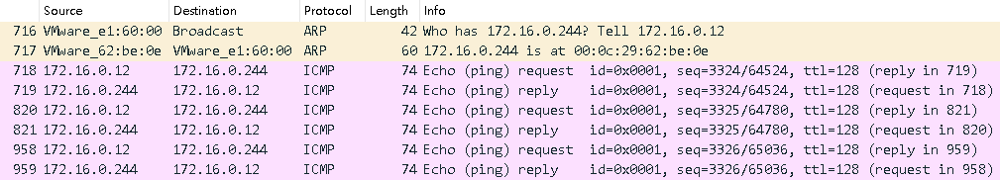 Source Destination Protocol Length Info
716 VMware_e1:60:00 Broadcast ARP 42 Who has 172.16.0.244? Tell 172.16.0.12
717 VMware_62:be:0e VMware_e1:60:00 ARP 60 172.16.0.244 is at 00:0c:29:62:be:0e
718 172.16.0.12 172.16.0.244 ICMP 74 Echo (ping) request id=0x0001, seq=3324/64524, ttl=128 (reply in 719)
719 172.16.0.244 172.16.0.12 ICMP 74 Echo (ping) reply id=0x0001, seq=3324/64524, ttl=128 (request in 718)
820 172.16.0.12 172.16.0.244 ICMP 74 Echo (ping) request id=0x0001, seq=3325/64780, ttl=128 (reply in 821)
821 172.16.0.244 172.16.0.12 ICMP 74 Echo (ping) reply id=0x0001, seq=3325/64780, ttl=128 (request in 820)
958 172.16.0.12 172.16.0.244 ICMP 74 Echo (ping) request id=0x0001, seq=3326/65036, ttl=128 (reply in 959)
959 172.16.0.244 172.16.0.12 ICMP 74 Echo (ping) reply id=0x0001, seq=3326/65036, ttl=128 (request in 958)